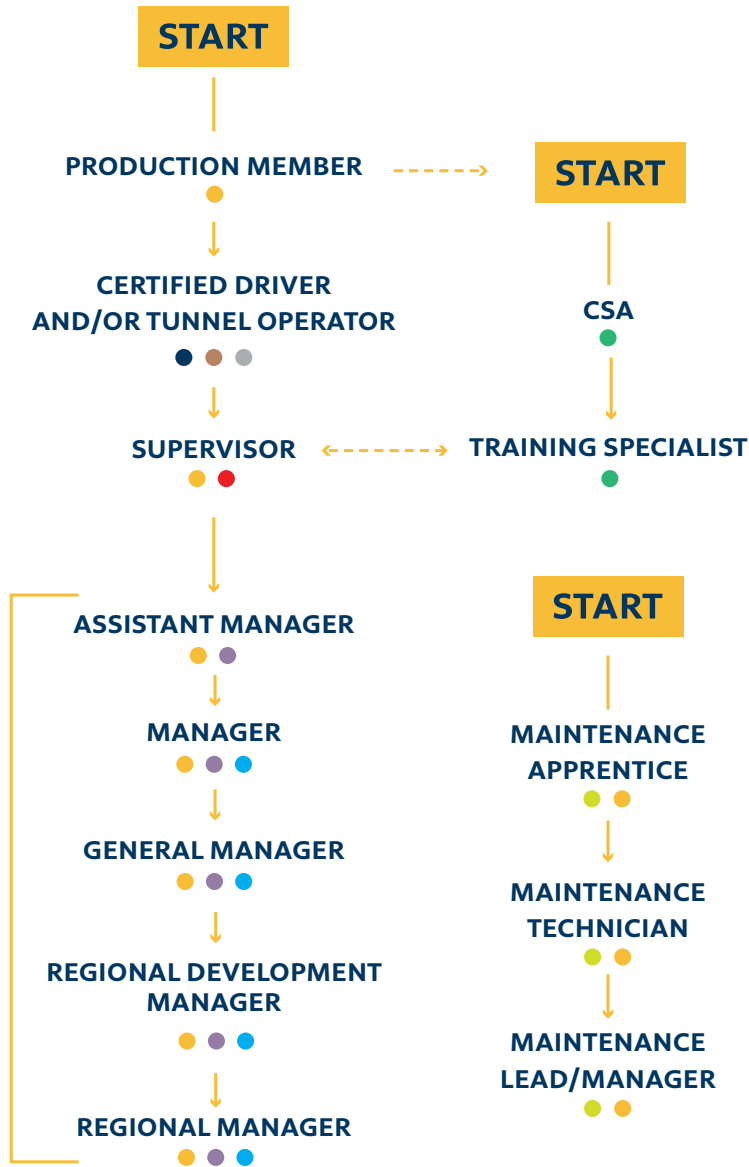 START
PRODUCTION MEMBER
CERTIFIED DRIVER
AND/OR TUNNEL OPERATOR
SUPERVISOR
ASSISTANT MANAGER
MANAGER
GENERAL MANAGER
REGIONAL DEVELOPMENT
MANAGER
REGIONAL MANAGER
START
CSA
TRAINING SPECIALIST
START
MAINTENANCE
APPRENTICE
MAINTENANCE
TECHNICIAN
MAINTENANCE
LEAD/MANAGER